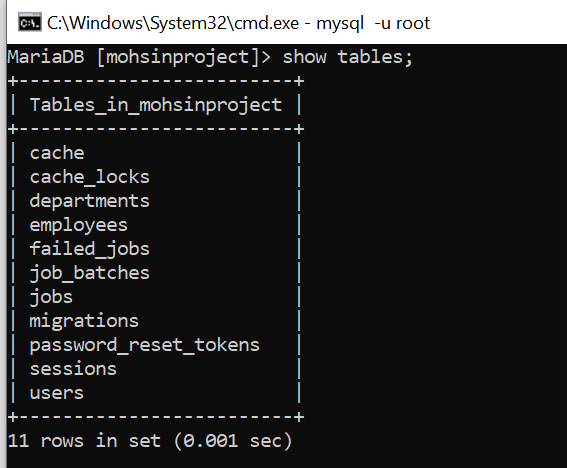 C:\Windows\System32\cmd.exe - mysql  -u root
MariaDB [mohsinproject]> show tables;
+-------------------------+
| Tables_in_mohsinproject |
+-------------------------+
| cache                   |
| cache_locks             |
| departments             |
| employees               |
| failed_jobs             |
| job_batches             |
| jobs                    |
| migrations              |
| password_reset_tokens   |
| sessions                |
| users                   |
+-------------------------+
11 rows in set (0.001 sec)